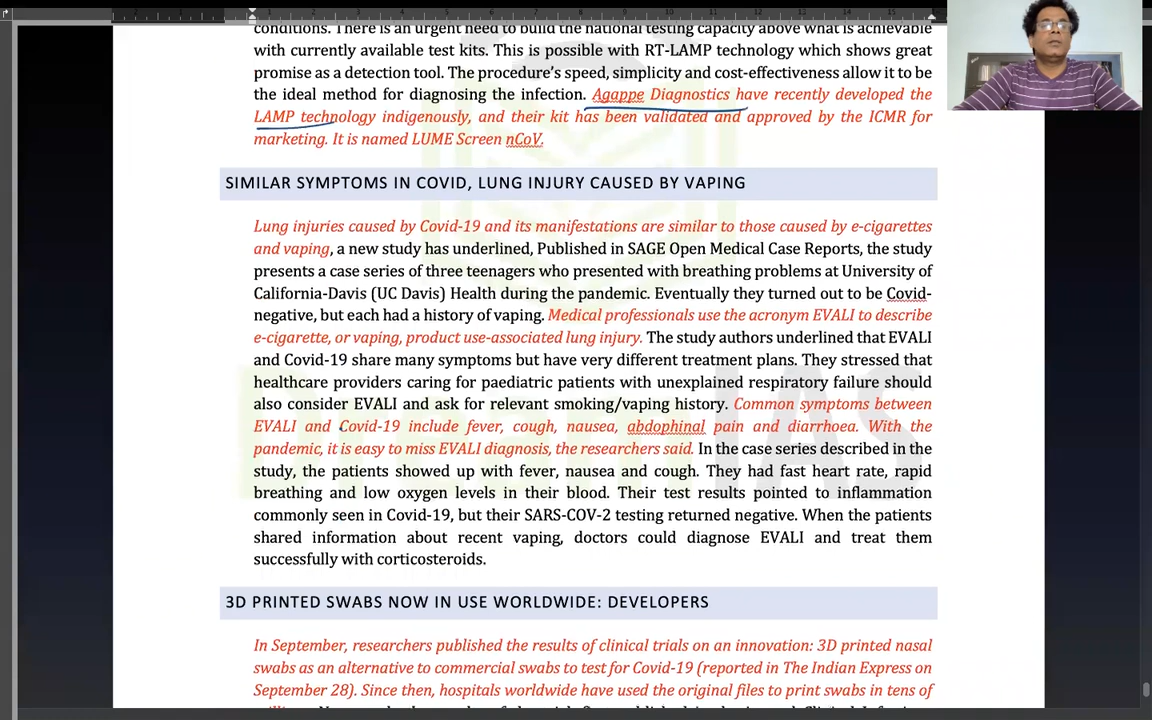 conditions. There is an urgent need to build the national testing capacity above what is achievable
with currently available test kits. This is possible with RT-LAMP technology which shows great
promise as a detection tool. The procedure's speed, simplicity and cost-effectiveness allow it to be
the ideal method for diagnosing the infection. Agappe Diagnostics have recently developed the
LAMP technology indigenously, and their kit has been validated and approved by the ICMR for
marketing. It is named LUME Screen nCoV.
SIMILAR SYMPTOMS IN COVID, LUNG INJURY CAUSED BY VAPING
Lung injuries caused by Covid-19 and its manifestations are similar to those caused by e-cigarettes
and vaping, a new study has underlined, Published in SAGE Open Medical Case Reports, the study
presents a case series of three teenagers who presented with breathing problems at University of
California-Davis (UC Davis) Health during the pandemic. Eventually they turned out to be Covid-
negative, but each had a history of vaping. Medical professionals use the acronym EVALI to describe
e-cigarette, or vaping, product use-associated lung injury. The study authors underlined that EVALI
and Covid-19 share many symptoms but have very different treatment plans. They stressed that
healthcare providers caring for paediatric patients with unexplained respiratory failure should
also consider EVALI and ask for relevant smoking/vaping history. Common symptoms between
EVALI and Covid-19 include fever, cough, nausea, abdophinal pain and diarrhoea. With the
pandemic, it is easy to miss EVALI diagnosis, the researchers said. In the case series described in the
study, the patients showed up with fever, nausea and cough. They had fast heart rate, rapid
breathing and low oxygen levels in their blood. Their test results pointed to inflammation
commonly seen in Covid-19, but their SARS-COV-2 testing returned negative. When the patients
shared information about recent vaping, doctors could diagnose EVALI and treat them
successfully with corticosteroids.
3D PRINTED SWABS NOW IN USE WORLDWIDE: DEVELOPERS
In September, researchers published the results of clinical trials on an innovation: 3D printed nasal
swabs as an alternative to commercial swabs to test for Covid-19 (reported in The Indian Express on
September 28). Since then, hospitals worldwide have used the original files to print swabs in tens of